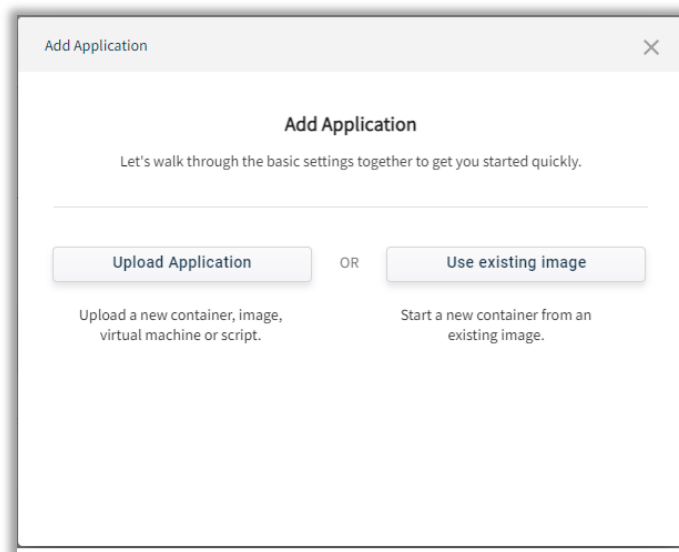 Add Application
Add Application
Let's walk through the basic settings together to get you started quickly.
Upload Application
OR
Use existing image
Upload a new container, image,
virtual machine or script.
Start a new container from an
existing image.